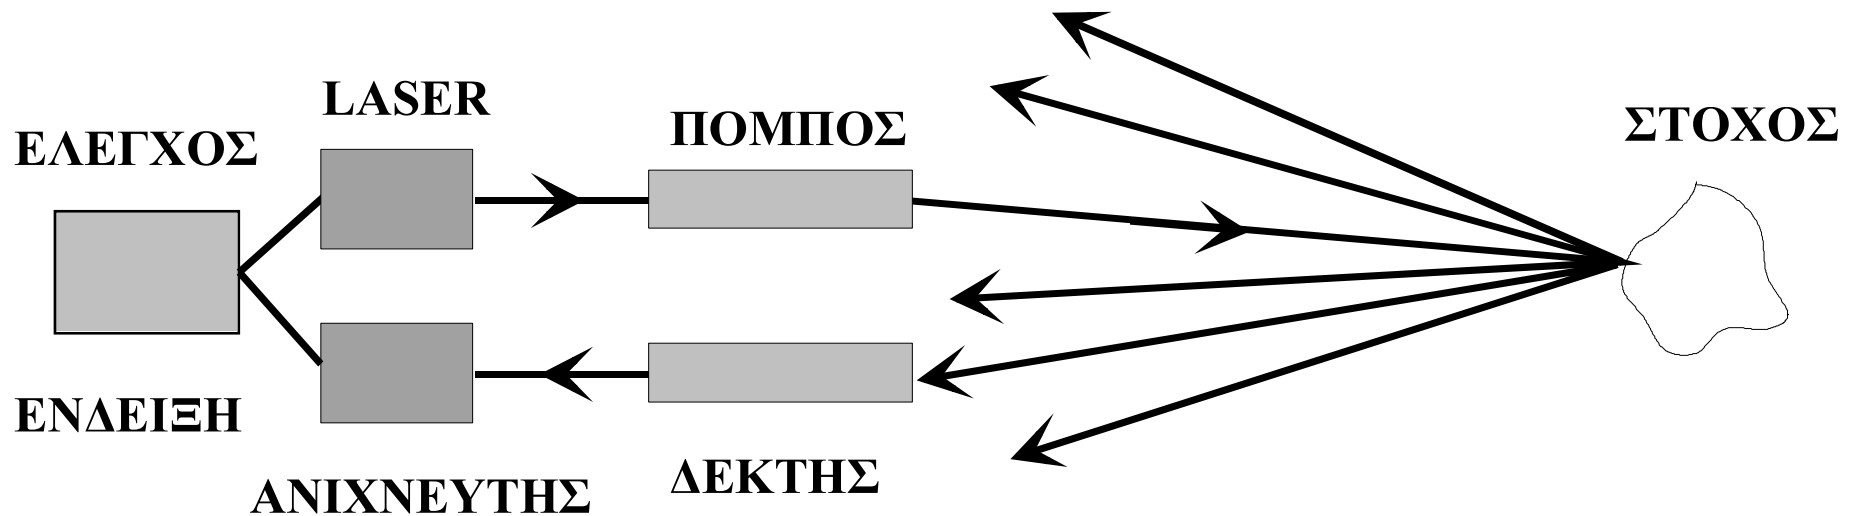 LASER
ΠΟΜΠΟΣ
ΣΤΟΧΟΣ
ΕΛΕΓΧΟΣ
ΕΝΔΕΙΞΗ
ΔΕΚΤΗΣ
ΑΝΙΧΝΕΥΤΗΣ